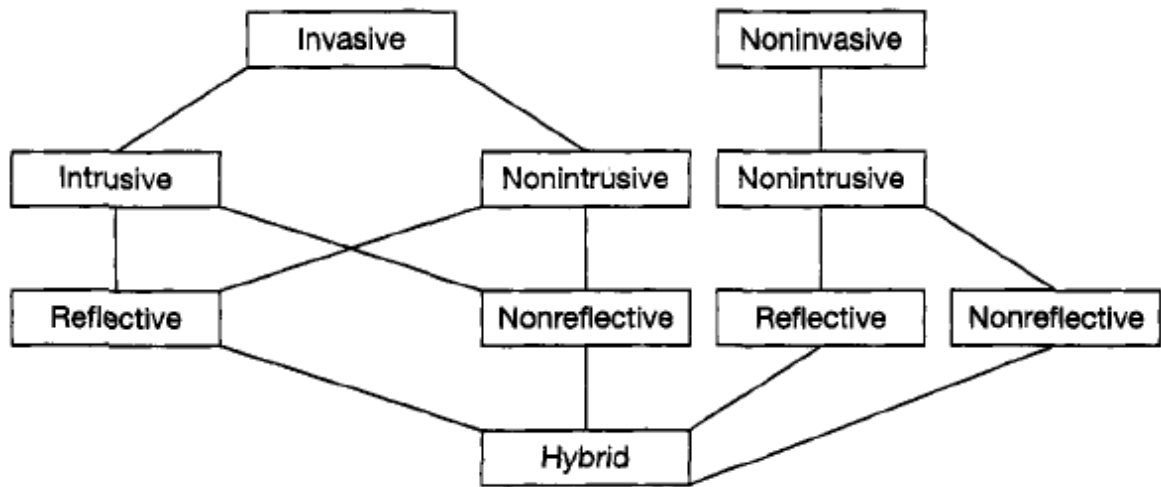 Invasive
Noninvasive
Intrusive
Nonintrusive
Nonintrusive
Reflective
Nonreflective
Reflective
Nonreflective
Hybrid